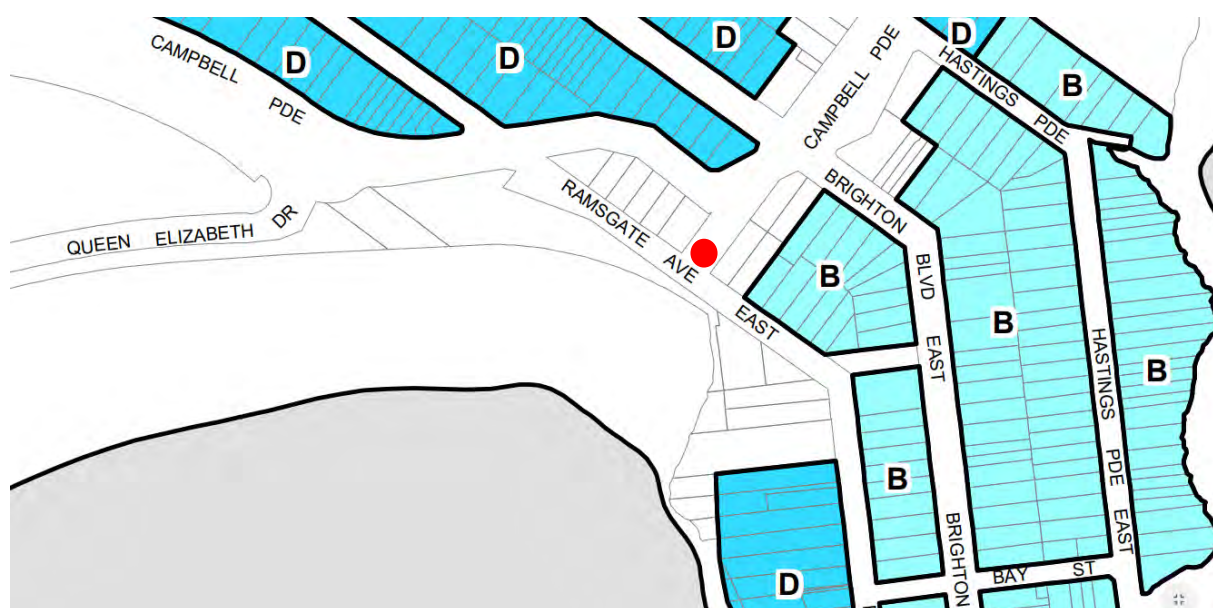 CAMPBELL PDE
D
D
D
CAMPBELL PDE
D
HASTINGS PDE
B
BRIGHTON BLVD EAST
QUEEN ELIZABETH DR
RAMSGATE AVE EAST
B
B
HASTINGS PDE EAST
B
B
BRIGHTON
D
BAY ST